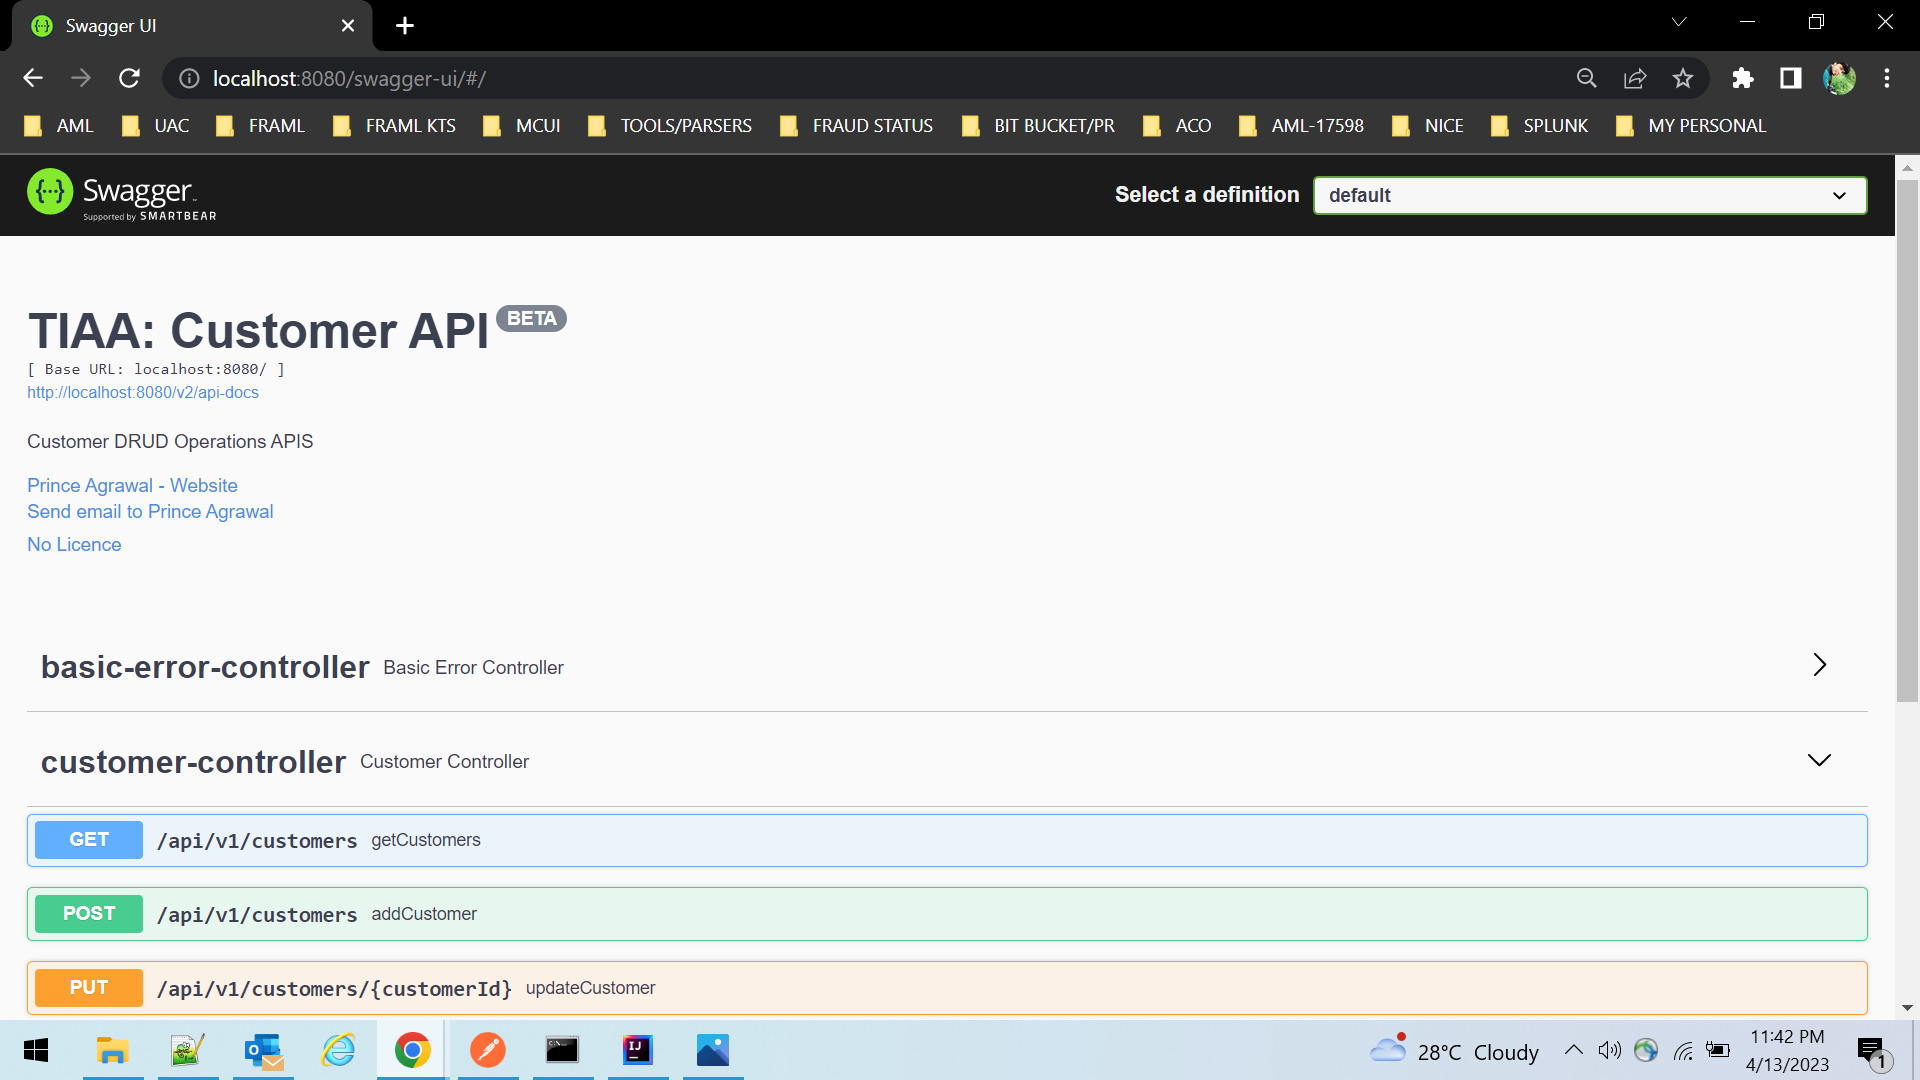 Swagger UI
localhost:8080/swagger-ui/#/
AML UAC FRAML FRAML KTS MCUI TOOLS/PARSERS FRAUD STATUS BIT BUCKET/PR ACO AML-17598 NICE SPLUNK MY PERSONAL
{···} Swagger
Supported by SMARTBEAR
Select a definition default
TIAA: Customer API BETA
[ Base URL: localhost:8080/ ]
http://localhost:8080/v2/api-docs
Customer DRUD Operations APIS
Prince Agrawal - Website
Send email to Prince Agrawal
No Licence
basic-error-controller Basic Error Controller
customer-controller Customer Controller
GET /api/v1/customers getCustomers
POST /api/v1/customers addCustomer
PUT /api/v1/customers/{customerId} updateCustomer
28°C Cloudy
11:42 PM
4/13/2023
1